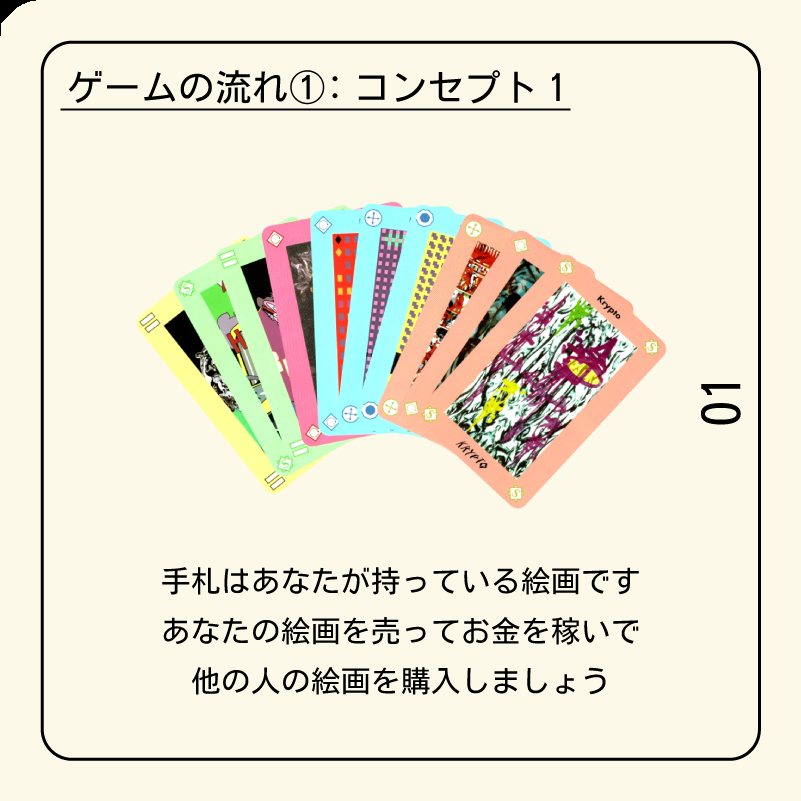 ゲームの流れ①: コンセプト 1
Krypto
KRYPTO
01
手札はあなたが持っている絵画です
あなたの絵画を売ってお金を稼いで
他の人の絵画を購入しましょう